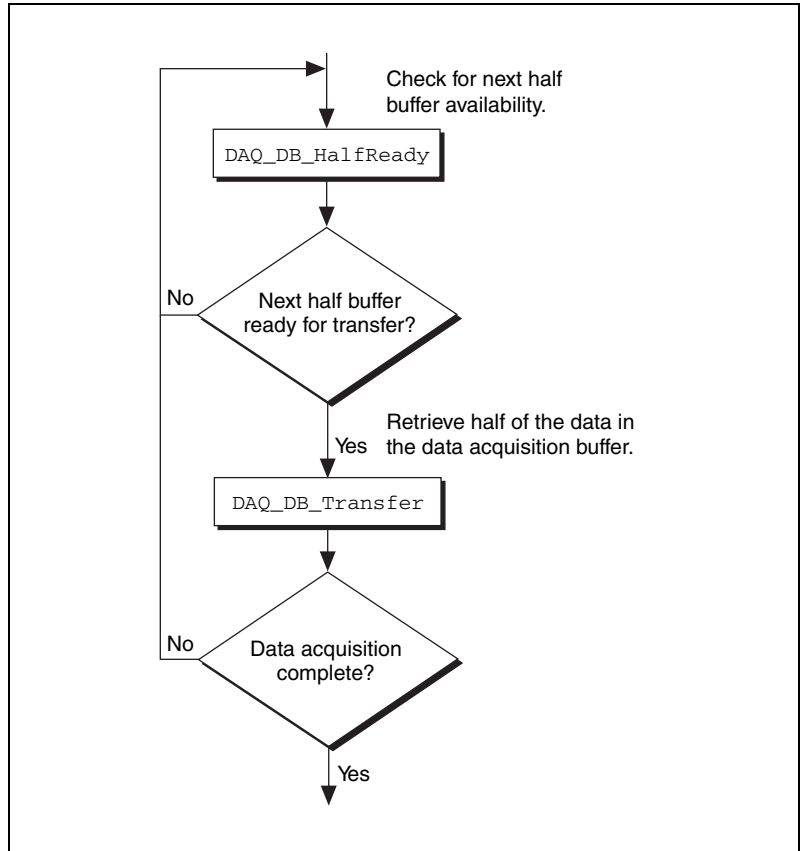 Check for next half
buffer availability.
DAQ_DB_HalfReady
No
Next half buffer
ready for transfer?
Retrieve half of the data in
Yes
the data acquisition buffer.
DAQ_DB_Transfer
No
Data acquisition
complete?
Yes